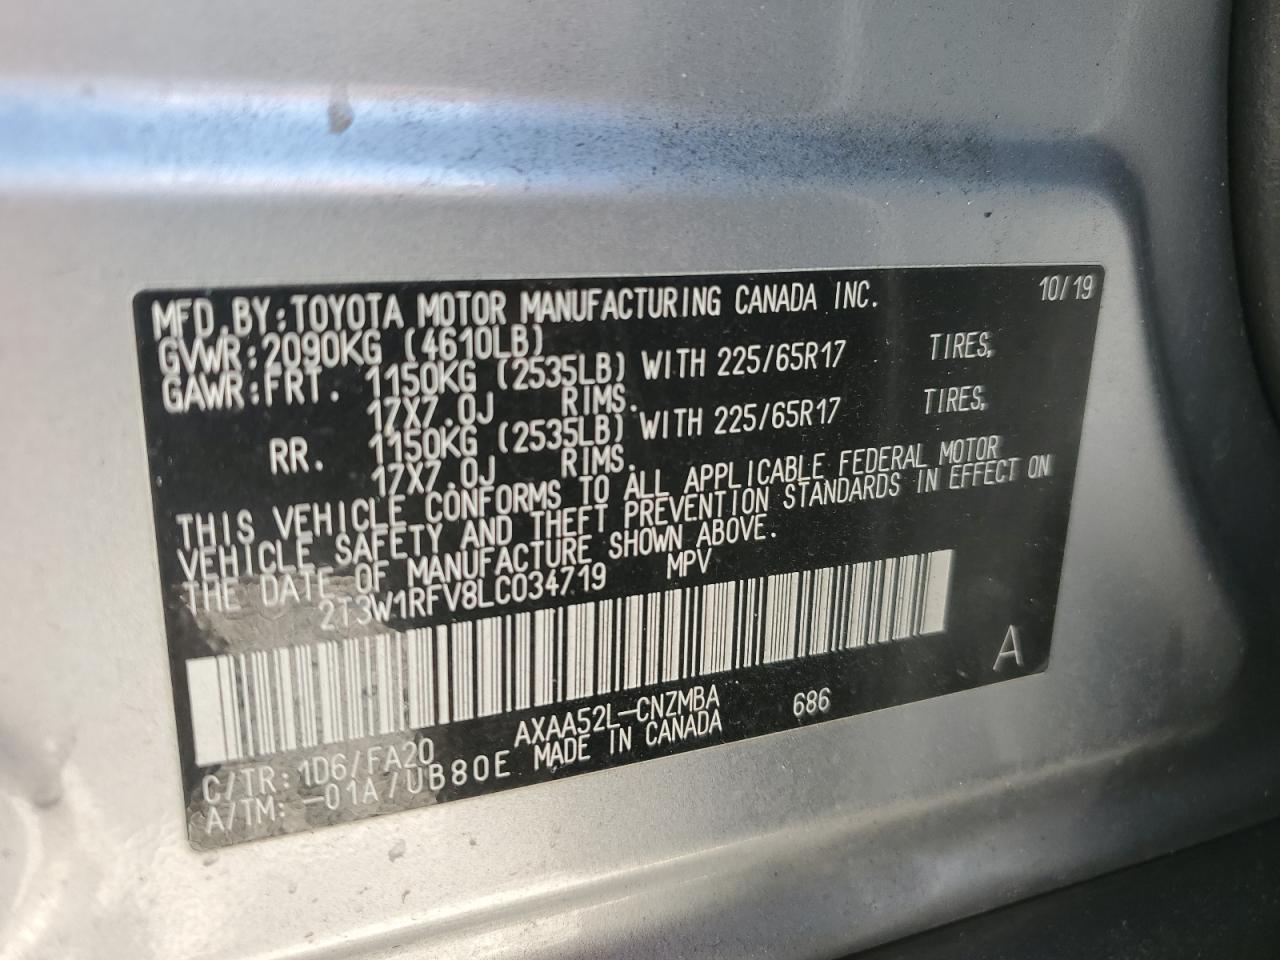 MFD.BY:TOYOTA MOTOR MANUFACTURING CANADA INC. 10/19
GVWR:2090KG (4610LB)
GAWR:FRT. 1150KG (2535LB) WITH 225/65R17 TIRES,
17X7.0J RIMS.
RR. 1150KG (2535LB) WITH 225/65R17 TIRES,
17X7.0J RIMS.
THIS VEHICLE CONFORMS TO ALL APPLICABLE FEDERAL MOTOR
VEHICLE SAFETY AND THEFT PREVENTION STANDARDS IN EFFECT ON
THE DATE OF MANUFACTURE SHOWN ABOVE.
2T3W1RFV8LC034719 MPV
A
AXAA52L-CNZMBA 686
C/TR:1D6/FA20 MADE IN CANADA
A/TM:-01A/UB80E